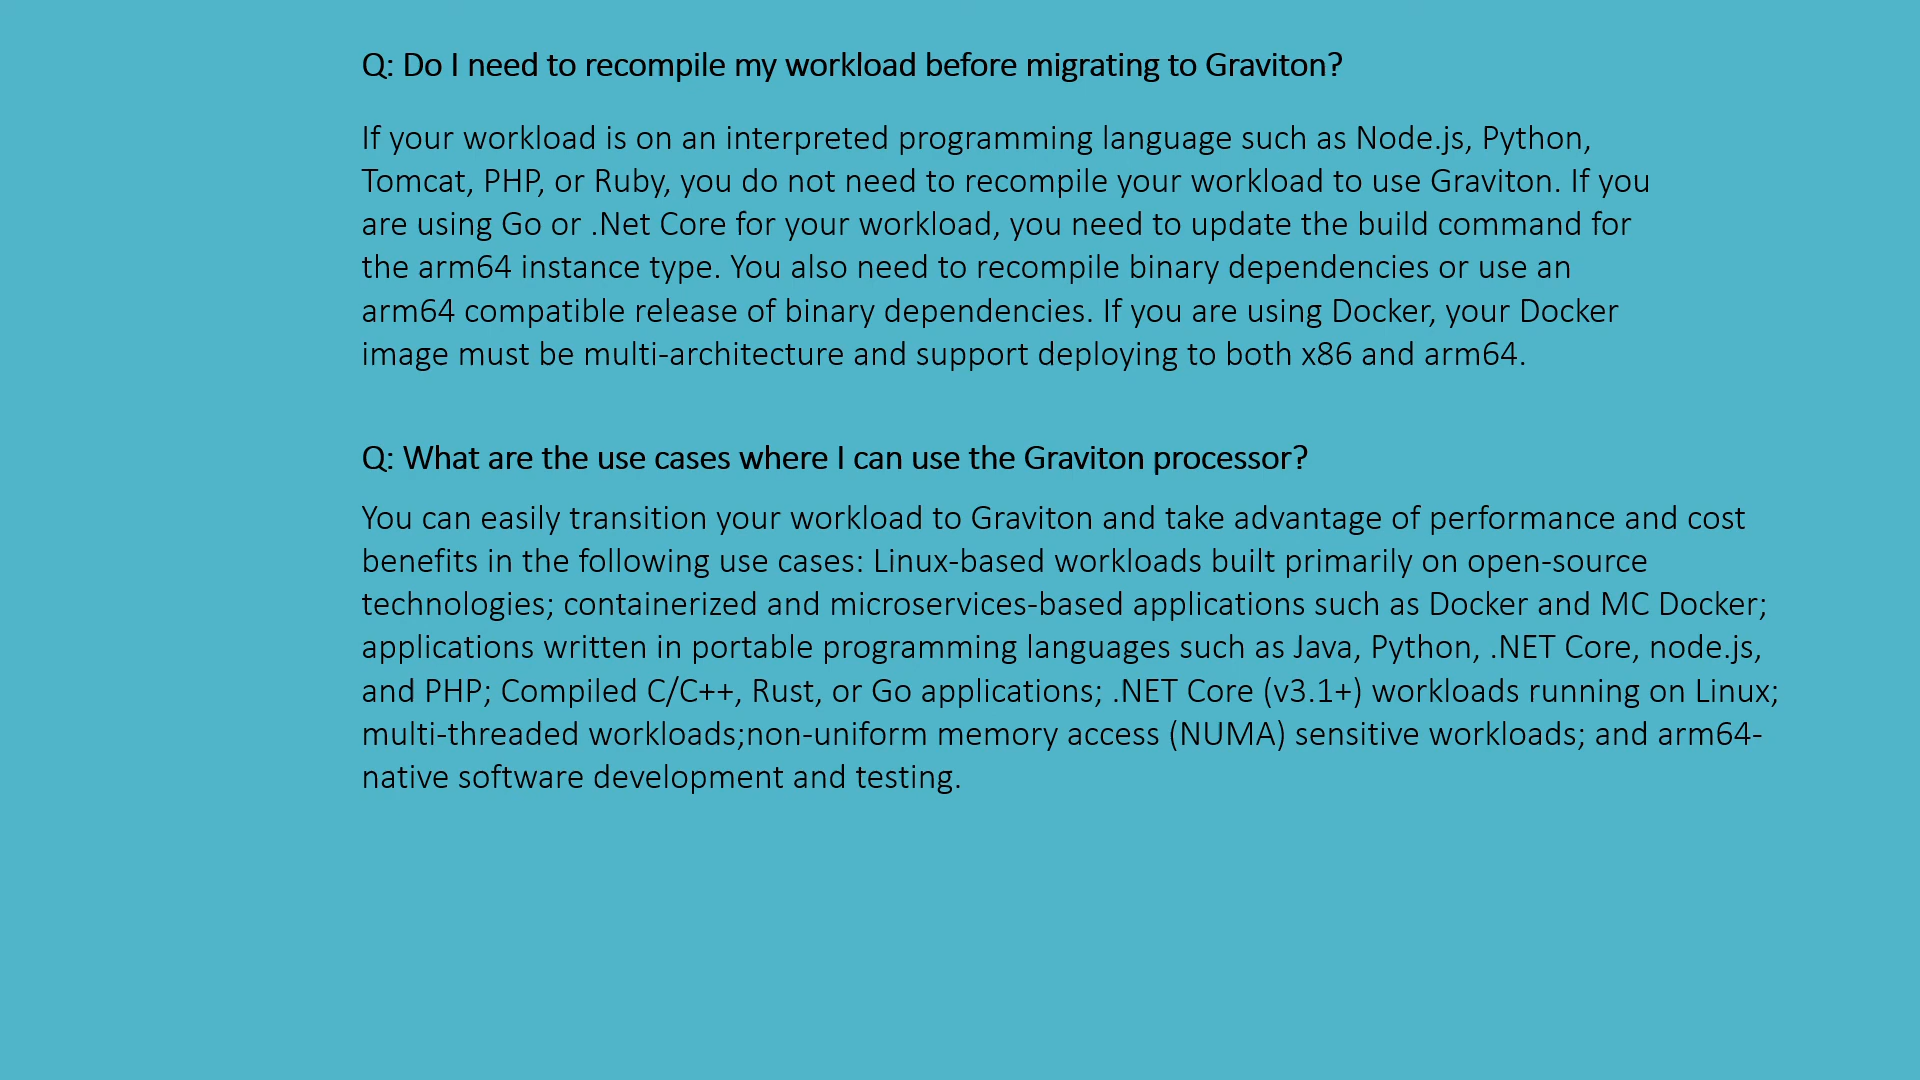 Q: Do I need to recompile my workload before migrating to Graviton?
If your workload is on an interpreted programming language such as Node.js, Python,
Tomcat, PHP, or Ruby, you do not need to recompile your workload to use Graviton. If you
are using Go or .Net Core for your workload, you need to update the build command for
the arm64 instance type. You also need to recompile binary dependencies or use an
arm64 compatible release of binary dependencies. If you are using Docker, your Docker
image must be multi-architecture and support deploying to both x86 and arm64.
Q: What are the use cases where I can use the Graviton processor?
You can easily transition your workload to Graviton and take advantage of performance and cost
benefits in the following use cases: Linux-based workloads built primarily on open-source
technologies; containerized and microservices-based applications such as Docker and MC Docker;
applications written in portable programming languages such as Java, Python, .NET Core, node.js,
and PHP; Compiled C/C++, Rust, or Go applications; .NET Core (v3.1+) workloads running on Linux;
multi-threaded workloads;non-uniform memory access (NUMA) sensitive workloads; and arm64-
native software development and testing.